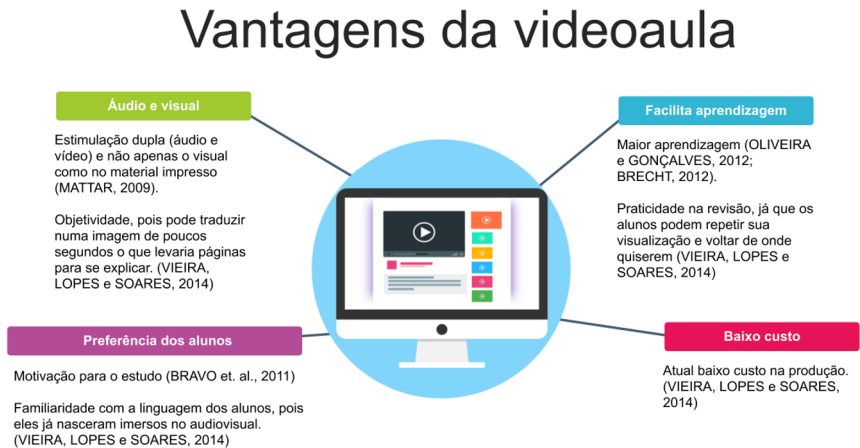 Vantagens da videoaula
Áudio e visual
Estimulação dupla (áudio e
vídeo) e não apenas o visual
como no material impresso
(MATTAR, 2009).
Objetividade, pois pode traduzir
numa imagem de poucos
segundos o que levaria páginas
para se explicar. (VIEIRA,
LOPES e SOARES, 2014)
Facilita aprendizagem
Maior aprendizagem (OLIVEIRA
e GONÇALVES, 2012;
BRECHT, 2012).
Praticidade na revisão, já que os
alunos podem repetir sua
visualização e voltar de onde
quiserem (VIEIRA, LOPES e
SOARES, 2014)
Preferência dos alunos
Motivação para o estudo (BRAVO et. al., 2011)
Familiaridade com a linguagem dos alunos, pois
eles já nasceram imersos no audiovisual.
(VIEIRA, LOPES e SOARES, 2014)
Baixo custo
Atual baixo custo na produção.
(VIEIRA, LOPES e SOARES,
2014)